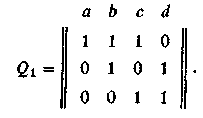 a b c d
1 1 1 0
Q₁ = 0 1 0 1 .
0 0 1 1